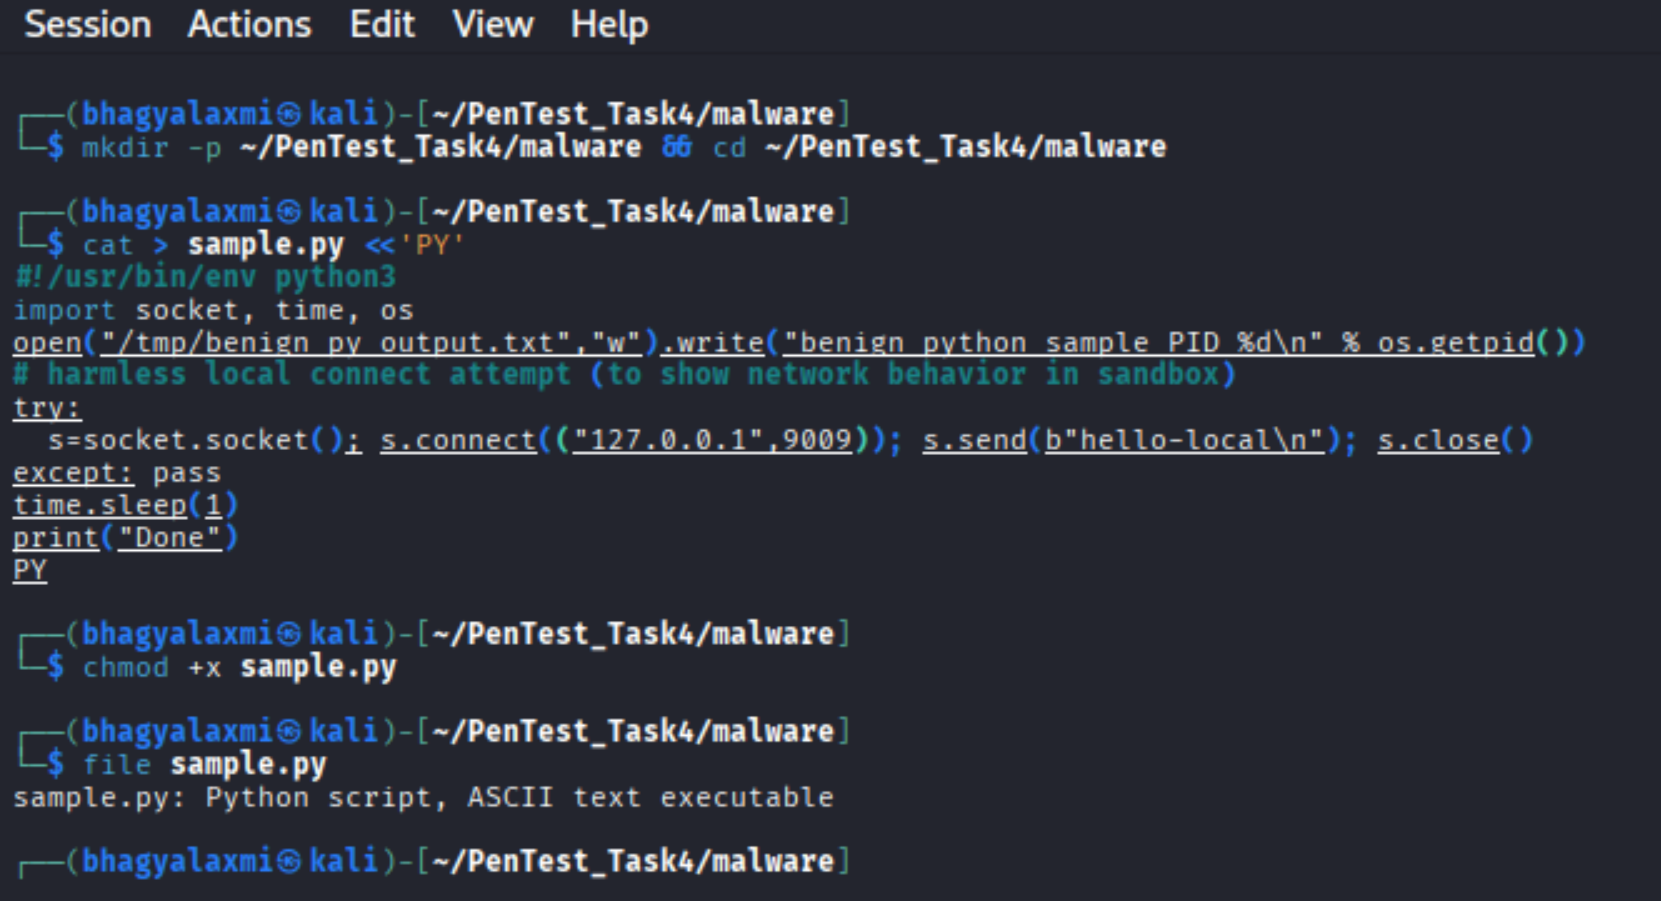 Session Actions Edit View Help
┌──(bhagyalaxmi㉿kali)-[~/PenTest_Task4/malware]
└─$ mkdir -p ~/PenTest_Task4/malware && cd ~/PenTest_Task4/malware
┌──(bhagyalaxmi㉿kali)-[~/PenTest_Task4/malware]
└─$ cat > sample.py <<'PY'
#!/usr/bin/env python3
import socket, time, os
open("/tmp/benign_py_output.txt","w").write("benign python sample PID %d\n" % os.getpid())
# harmless local connect attempt (to show network behavior in sandbox)
try:
  s=socket.socket(); s.connect(("127.0.0.1",9009)); s.send(b"hello-local\n"); s.close()
except: pass
time.sleep(1)
print("Done")
PY
┌──(bhagyalaxmi㉿kali)-[~/PenTest_Task4/malware]
└─$ chmod +x sample.py
┌──(bhagyalaxmi㉿kali)-[~/PenTest_Task4/malware]
└─$ file sample.py
sample.py: Python script, ASCII text executable
┌──(bhagyalaxmi㉿kali)-[~/PenTest_Task4/malware]